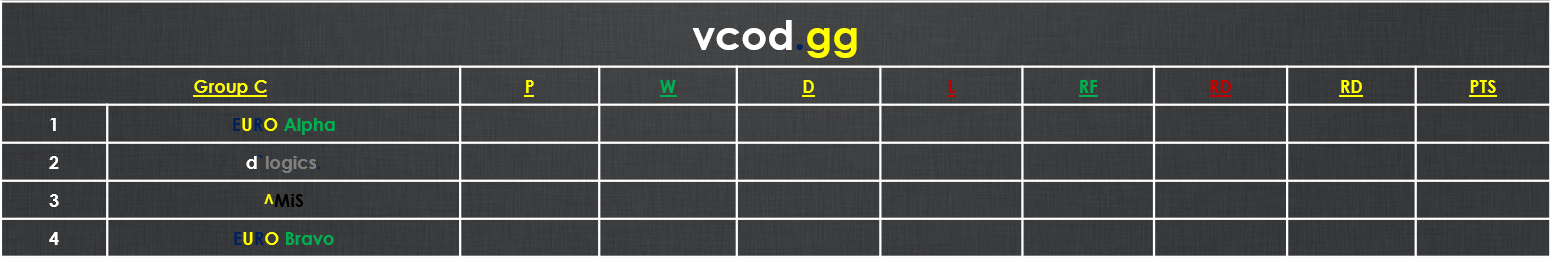 vcod.gg
Group C P W D L RF RD RD PTS
1 EURO Alpha
2 d logics.
3 ^MiS
4 EURO Bravo